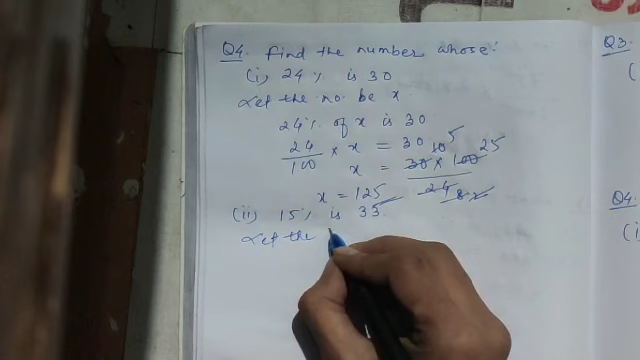 Q4. Find the number whose:
(i) 24% is 30
Let the no. be x.
24% of x is 30
24/100 * x = 30
x = 30 x 100
24
x = 125
(ii) 15% is 33
Let the
Q3.
(
Q4.
(i